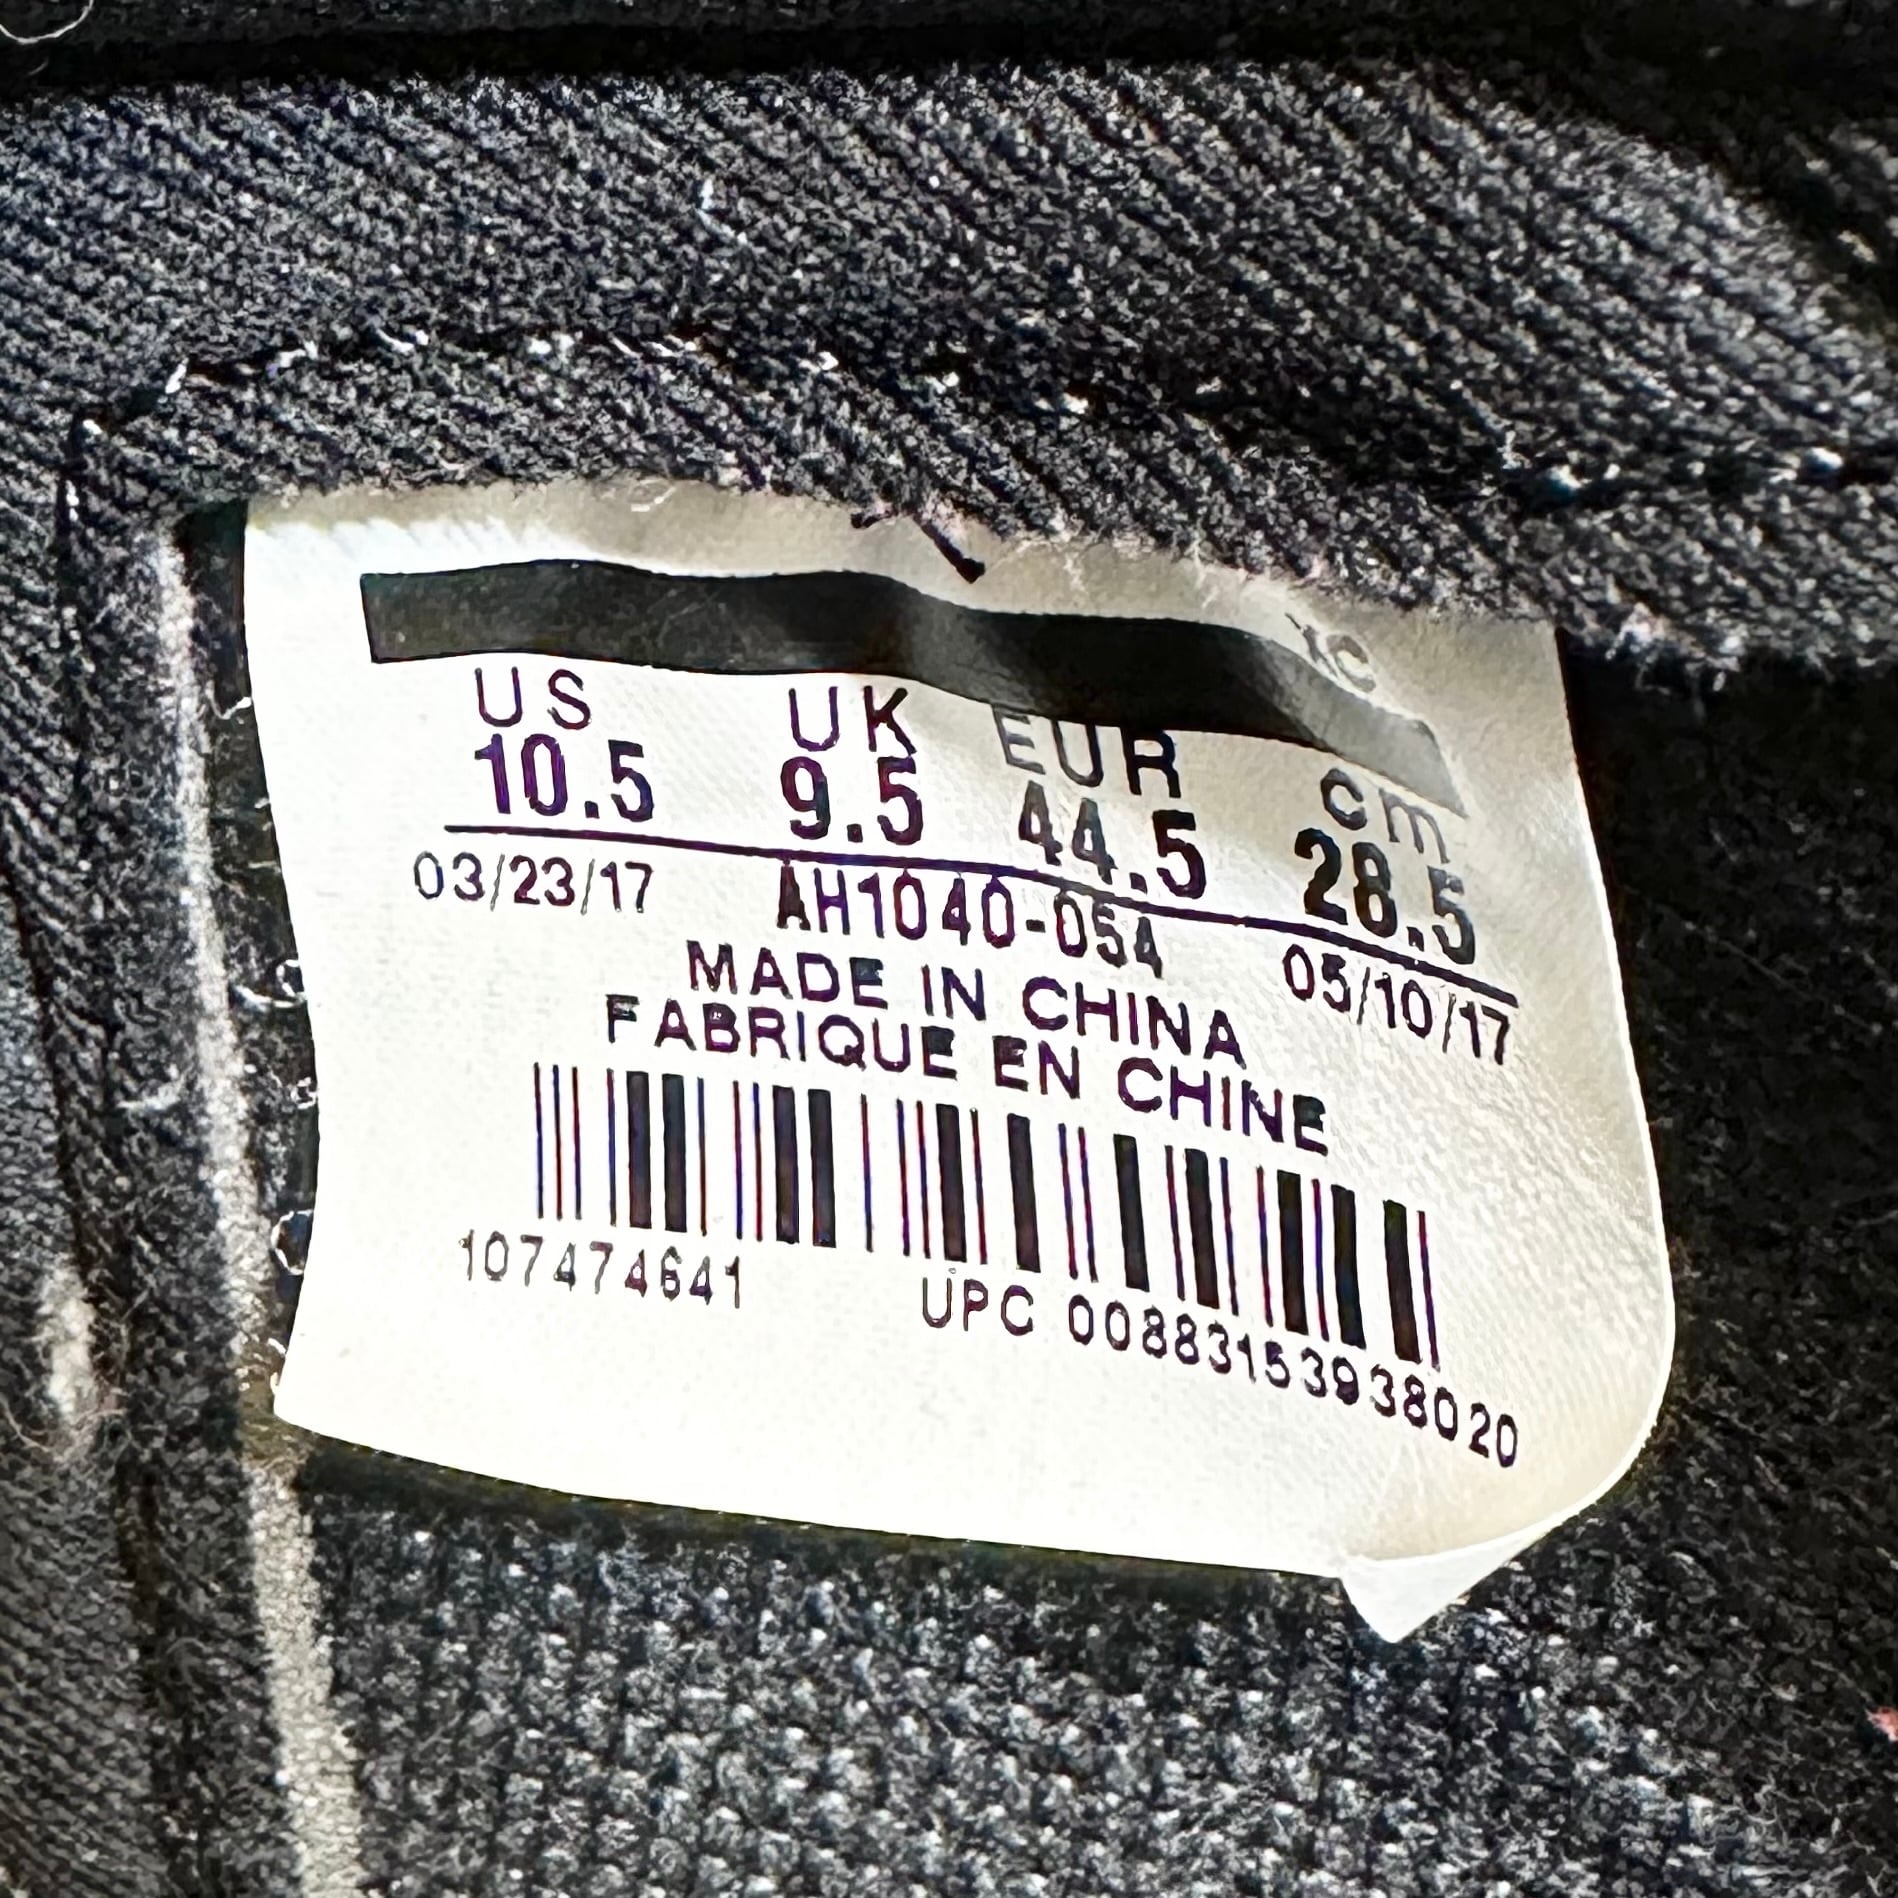 XC
US UK EUR cm
10.5 9.5 44.5 28.5
03/23/17 AH1040-054 05/10/17
MADE IN CHINA
FABRIQUE EN CHINE
107474641 UPC 00883153938020